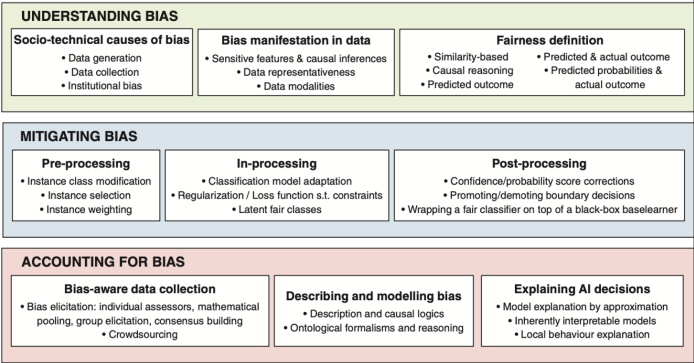 UNDERSTANDING BIAS
Socio-technical causes of bias
• Data generation
• Data collection
• Institutional bias
Bias manifestation in data
• Sensitive features & causal inferences
• Data representativeness
• Data modalities
Fairness definition
• Similarity-based
• Causal reasoning
• Predicted outcome
• Predicted & actual outcome
• Predicted probabilities &
actual outcome
MITIGATING BIAS
Pre-processing
• Instance class modification
• Instance selection
• Instance weighting
In-processing
• Classification model adaptation
• Regularization / Loss function s.t. constraints
• Latent fair classes
Post-processing
• Confidence/probability score corrections
• Promoting/demoting boundary decisions
• Wrapping a fair classifier on top of a black-box baselearner
ACCOUNTING FOR BIAS
Bias-aware data collection
• Bias elicitation: individual assessors, mathematical
pooling, group elicitation, consensus building
• Crowdsourcing
Describing and modelling bias
• Description and causal logics
• Ontological formalisms and reasoning
Explaining AI decisions
• Model explanation by approximation
• Inherently interpretable models
• Local behaviour explanation